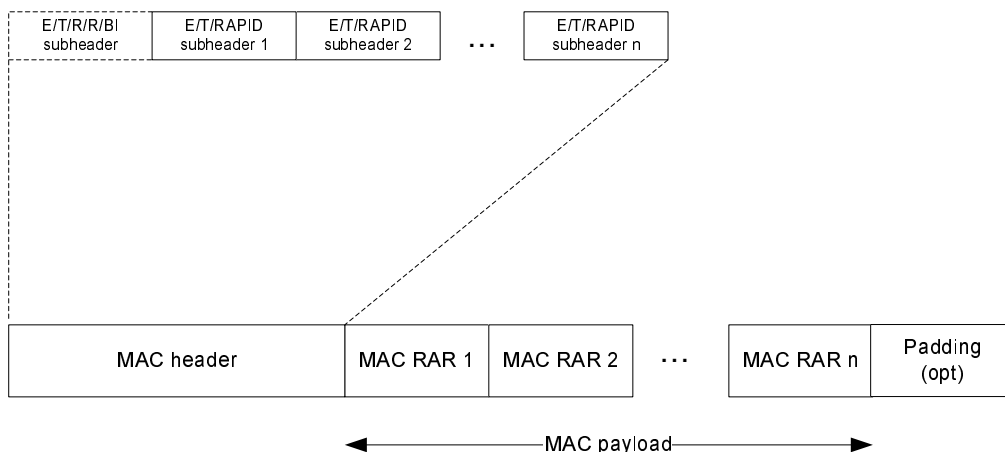 E/T/R/R/BI
subheader
E/T/RAPID
subheader 1
E/T/RAPID
subheader 2
...
E/T/RAPID
subheader n
MAC header
MAC RAR 1
MAC RAR 2
...
MAC RAR n
Padding
(opt)
MAC payload